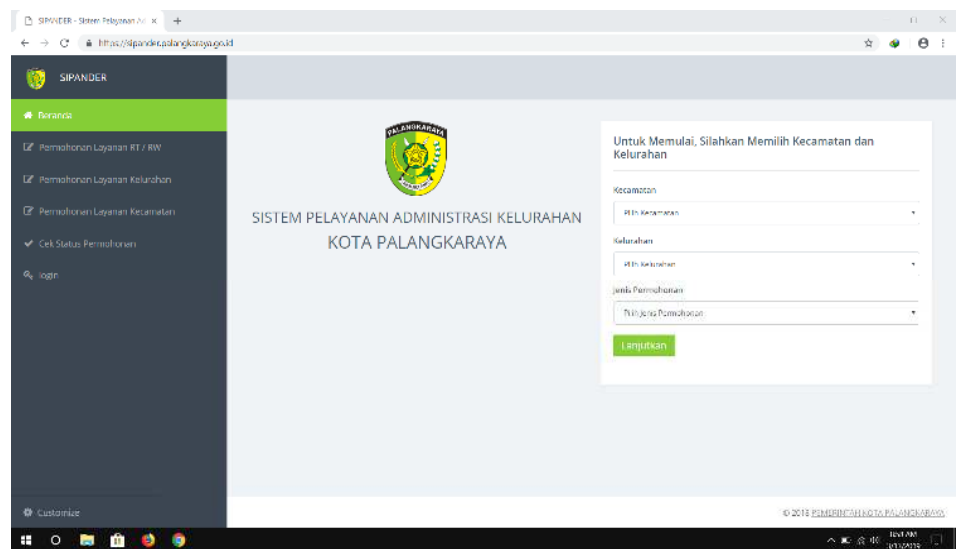 SIPANDER - Sistem Pelayanan Ad
https://sipander.palangkaraya.go.id
SIPANDER
Beranda
Permohonan Layanan RT / RW
Permohonan Layanan Kelurahan
Permohonan Layanan Kecamatan
Cek Status Permohonan
login
Customize
PALANGKARAYA
SISTEM PELAYANAN ADMINISTRASI KELURAHAN
KOTA PALANGKARAYA
Untuk Memulai, Silahkan Memilih Kecamatan dan
Kelurahan
Kecamatan
Pilih Kecamatan
Kelurahan
Pilih Kelurahan
Jenis Permohonan
Pilih Jenis Permohonan
Lanjutkan
© 2018 PEMERINTAH KOTA PALANGKARAYA